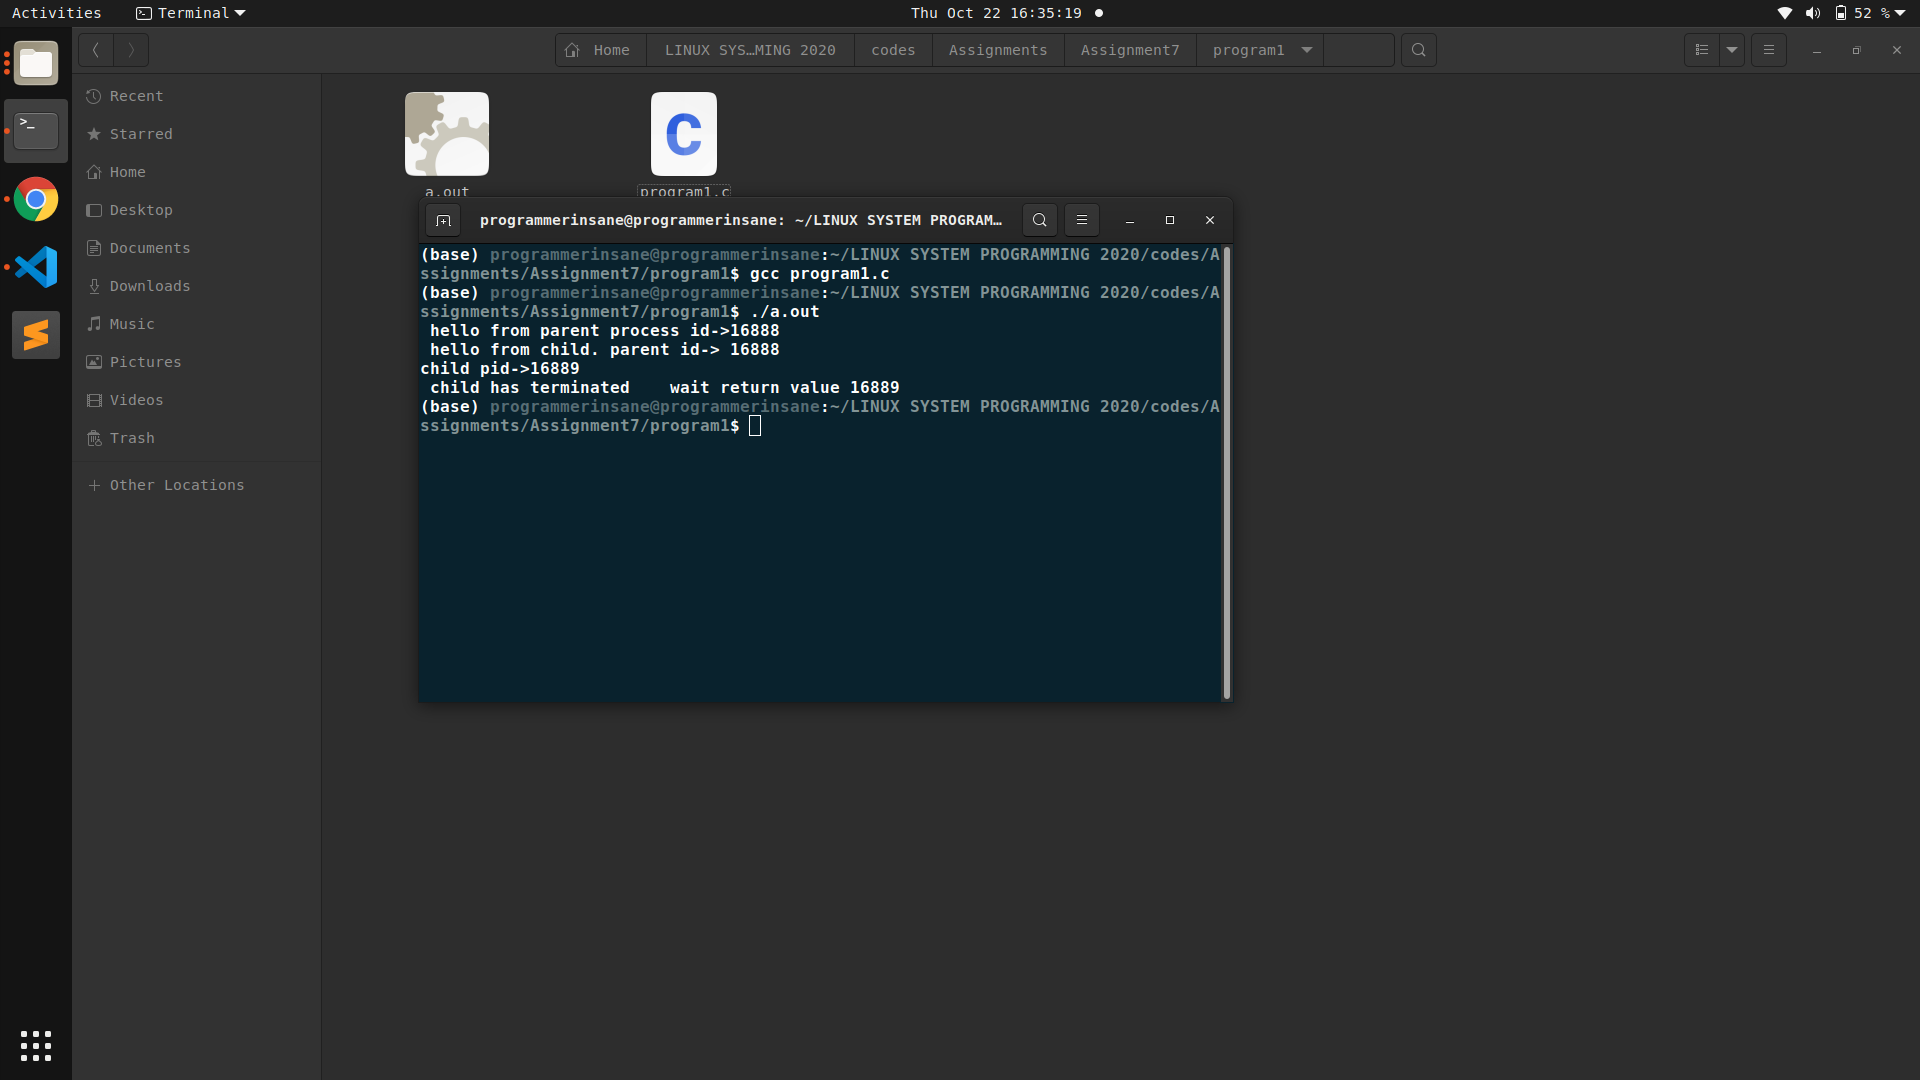 Activities
Terminal
Thu Oct 22 16:35:19
52 %
Home
LINUX SYS…MING 2020
codes
Assignments
Assignment7
program1
Recent
Starred
Home
Desktop
Documents
Downloads
Music
Pictures
Videos
Trash
Other Locations
a.out
program1.c
programmerinsane@programmerinsane: ~/LINUX SYSTEM PROGRAM…
(base) programmerinsane@programmerinsane:~/LINUX SYSTEM PROGRAMMING 2020/codes/A
ssignments/Assignment7/program1$ gcc program1.c
(base) programmerinsane@programmerinsane:~/LINUX SYSTEM PROGRAMMING 2020/codes/A
ssignments/Assignment7/program1$ ./a.out
 hello from parent process id->16888
 hello from child. parent id-> 16888
child pid->16889
 child has terminated    wait return value 16889
(base) programmerinsane@programmerinsane:~/LINUX SYSTEM PROGRAMMING 2020/codes/A
ssignments/Assignment7/program1$